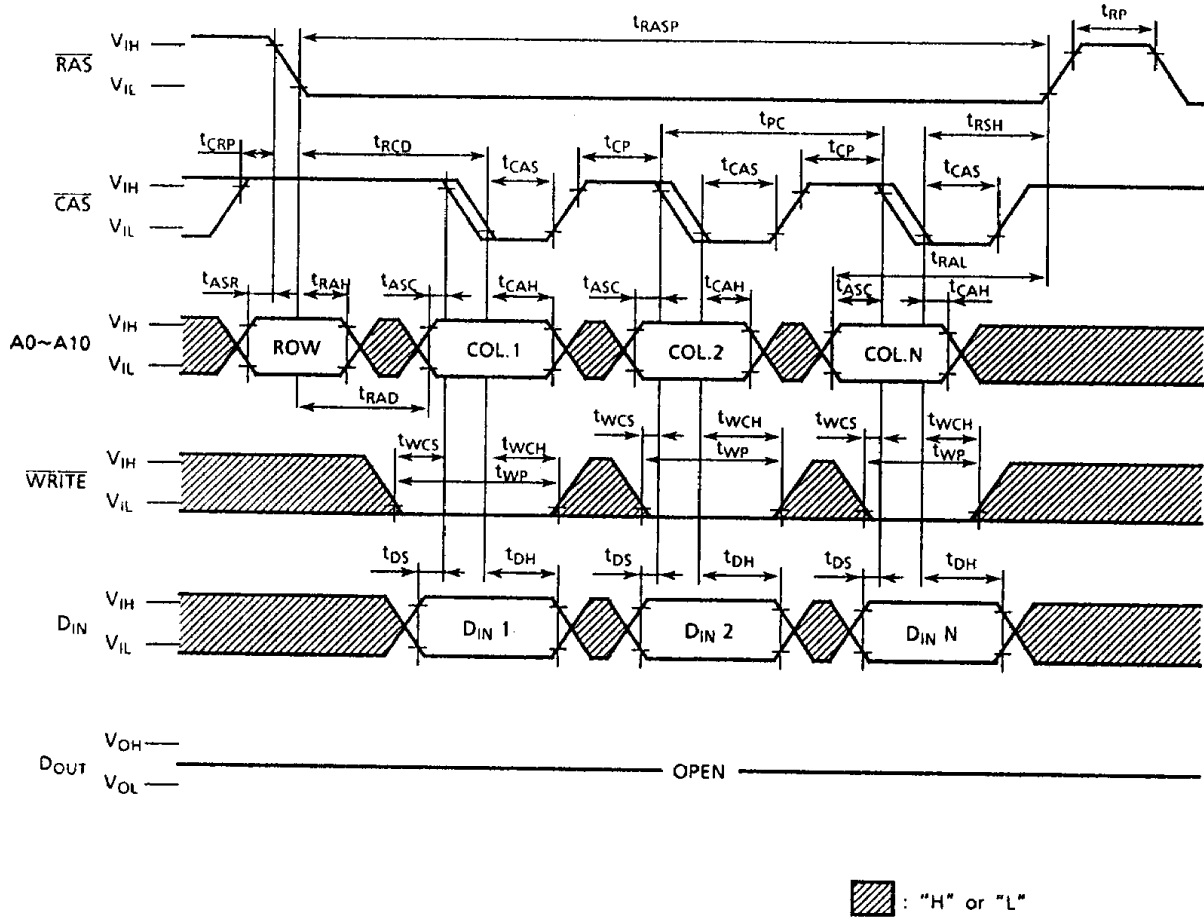 tRASP tRP
VIH
RAS
VIL
tPC tRSH
tCRP tRCD tCP tCP
tCAS tCAS tCAS
VIH
CAS
VIL
tRAL
tASR tRAH tASC tCAH tASC tCAH tASC tCAH
VIH
A0~A10 ROW COL.1 COL.2 COL.N
VIL
tRAD
tWCS tWCH tWCS tWCH tWCS tWCH
tWP tWP tWP
VIH
WRITE
VIL
tDS tDH tDS tDH tDS tDH
VIH
DIN DIN 1 DIN 2 DIN N
VIL
VOH
DOUT OPEN
VOL
: "H" or "L"